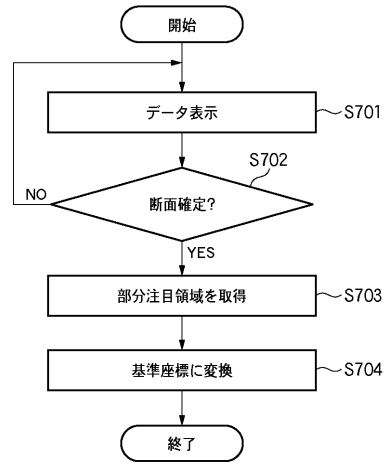 開始
データ表示
S701
S702
断面確定?
NO
YES
部分注目領域を取得
S703
基準座標に変換
S704
終了